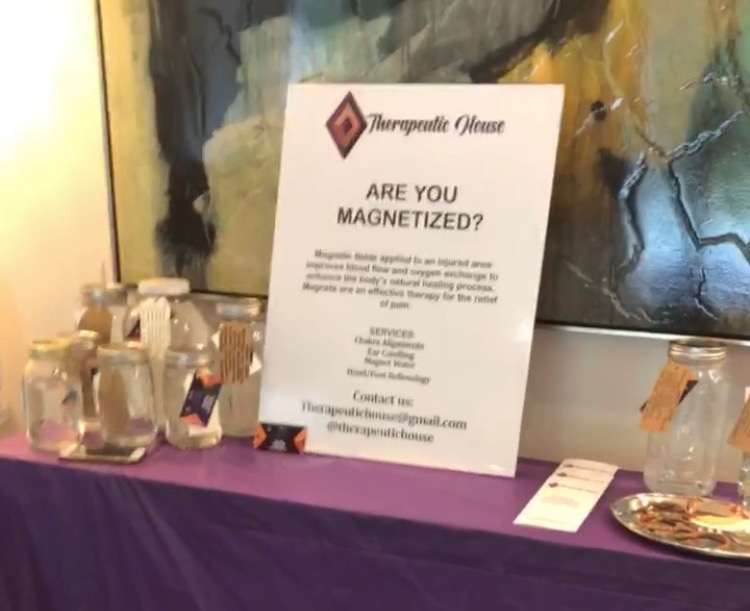 Therapeutic House
ARE YOU
MAGNETIZED?
Magnetic fields applied to an injured area
improves blood flow and oxygen exchange to
enhance the body's natural healing process.
Magnets are an effective therapy for the relief
of pain.
SERVICES:
Chakra Alignments
Ear Candling
Magnet Water
Hand/Foot Reflexology
Contact us:
Therapeutichouse@gmail.com
@therapeutichouse